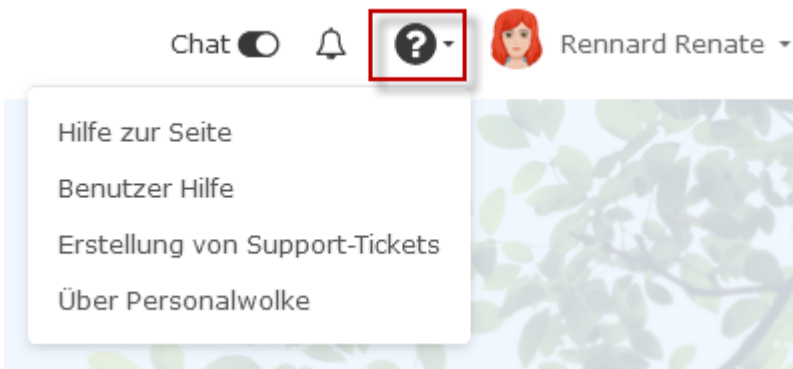 Chat ? Rennard Renate
Hilfe zur Seite
Benutzer Hilfe
Erstellung von Support-Tickets
Über Personalwolke